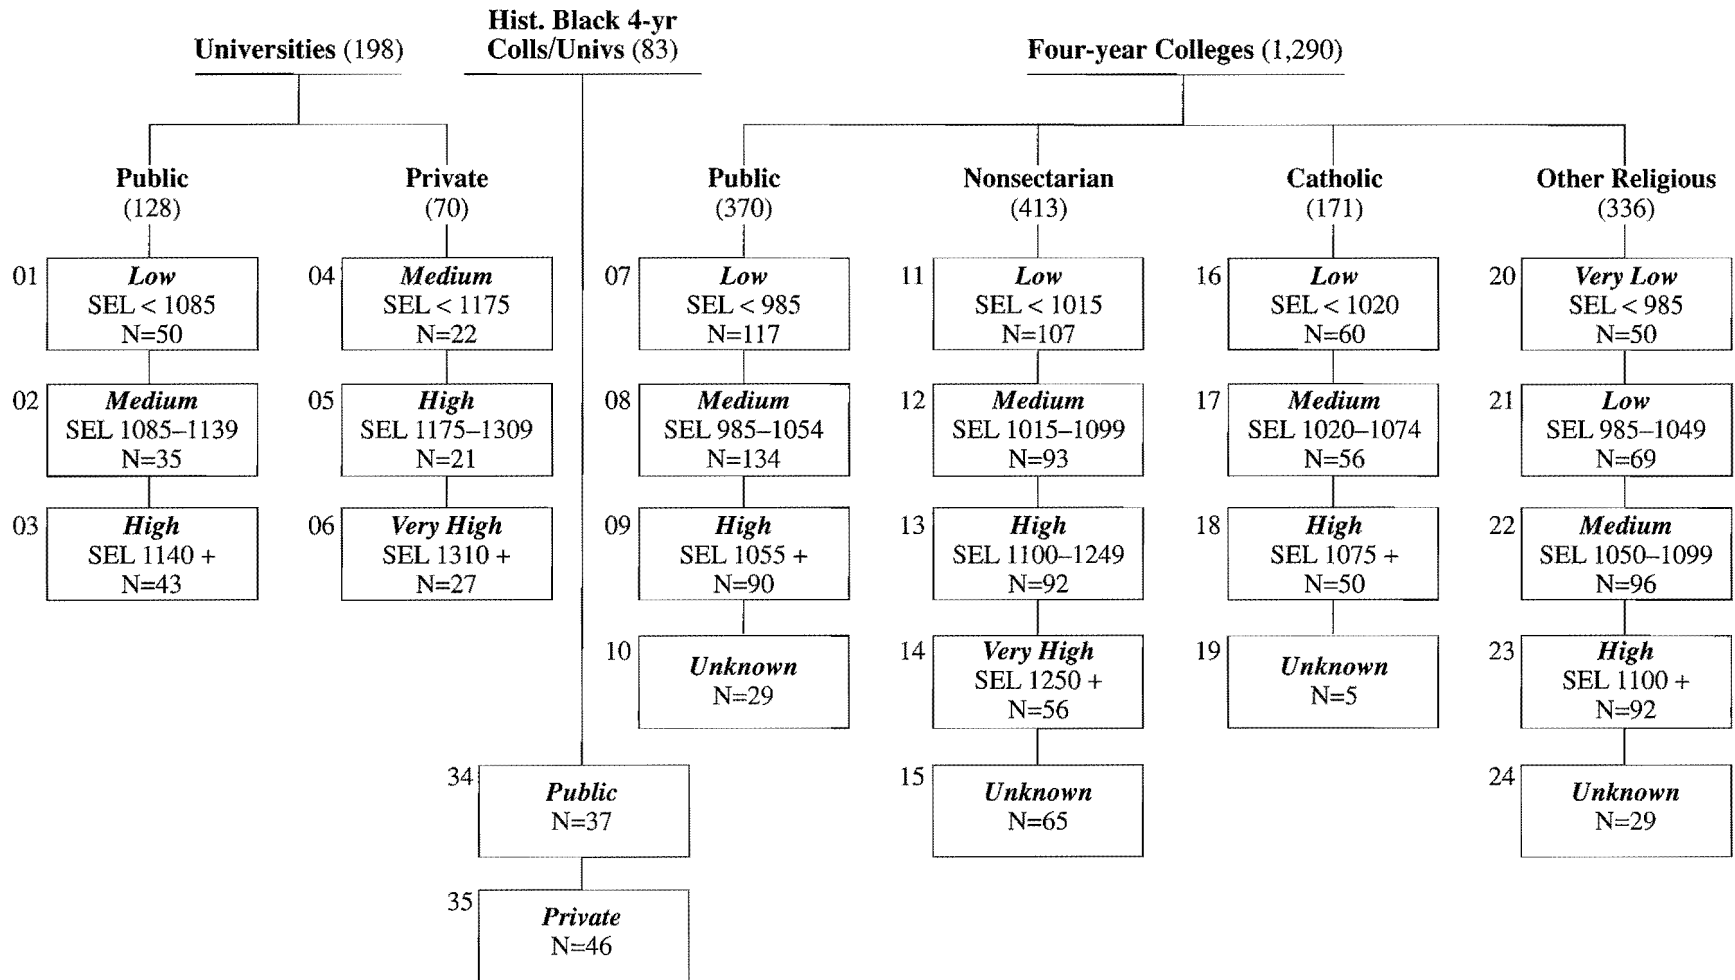 Universities (198)
Hist. Black 4-yr
Colls/Univs (83)
Four-year Colleges (1,290)
Public
(128)
01
Low
SEL < 1085
N=50
02
Medium
SEL 1085–1139
N=35
03
High
SEL 1140 +
N=43
Private
(70)
04
Medium
SEL < 1175
N=22
05
High
SEL 1175–1309
N=21
06
Very High
SEL 1310 +
N=27
34
Public
N=37
35
Private
N=46
Public
(370)
07
Low
SEL < 985
N=117
08
Medium
SEL 985–1054
N=134
09
High
SEL 1055 +
N=90
10
Unknown
N=29
Nonsectarian
(413)
11
Low
SEL < 1015
N=107
12
Medium
SEL 1015–1099
N=93
13
High
SEL 1100–1249
N=92
14
Very High
SEL 1250 +
N=56
15
Unknown
N=65
Catholic
(171)
16
Low
SEL < 1020
N=60
17
Medium
SEL 1020–1074
N=56
18
High
SEL 1075 +
N=50
19
Unknown
N=5
Other Religious
(336)
20
Very Low
SEL < 985
N=50
21
Low
SEL 985–1049
N=69
22
Medium
SEL 1050–1099
N=96
23
High
SEL 1100 +
N=92
24
Unknown
N=29